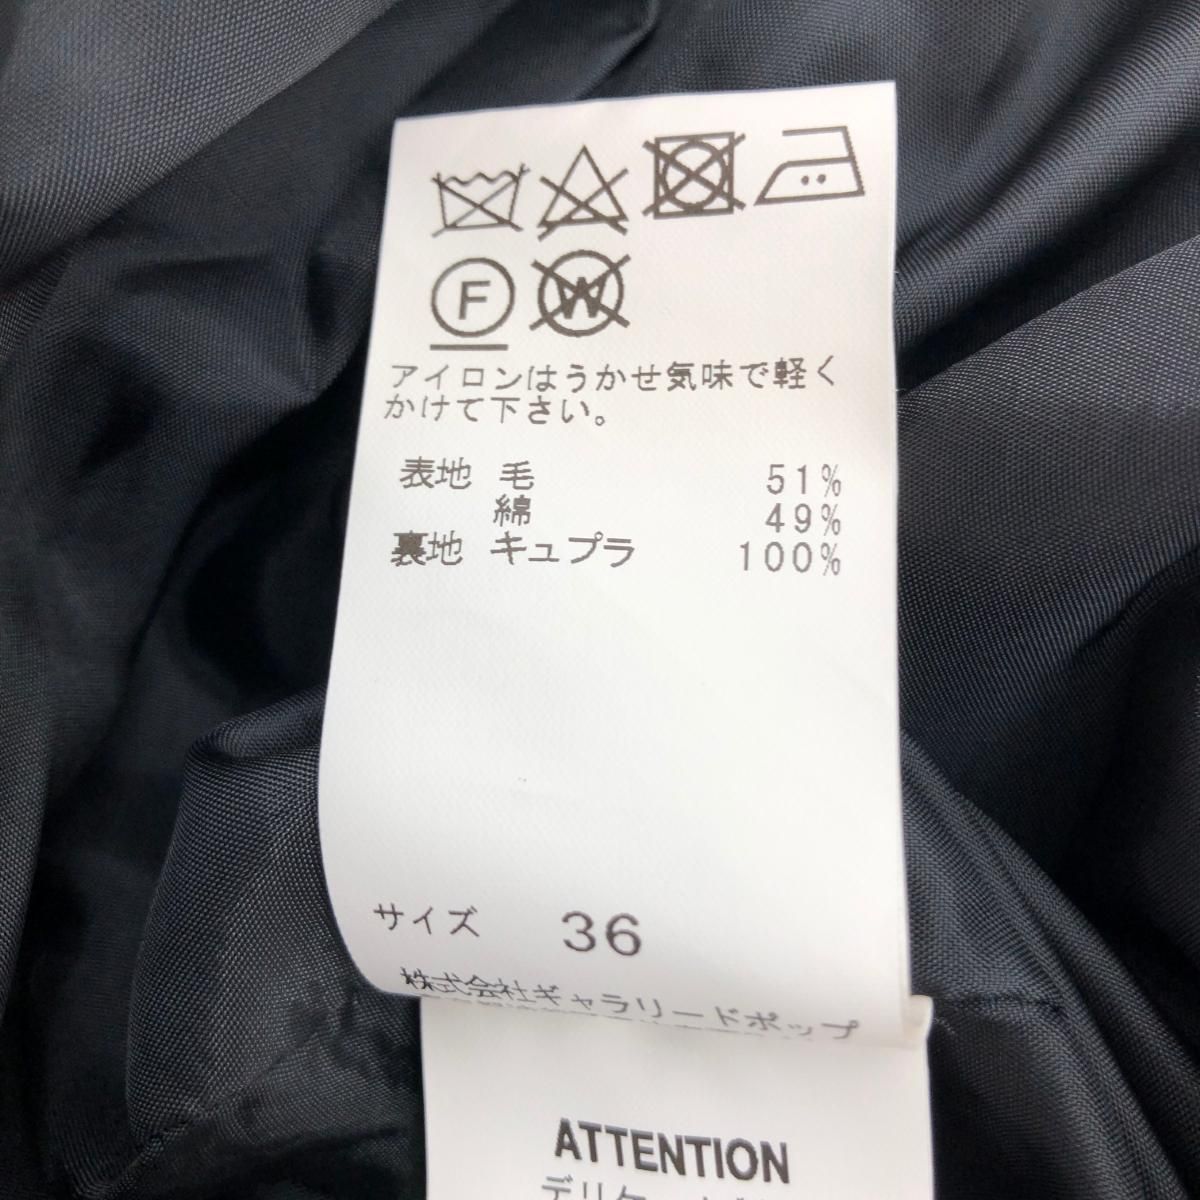 F W
アイロンはうかせ気味で軽く
かけて下さい。
表地 毛 51%
綿 49%
裏地 キュプラ 100%
サイズ 36
株式会社ギャラリードポップ
ATTENTION